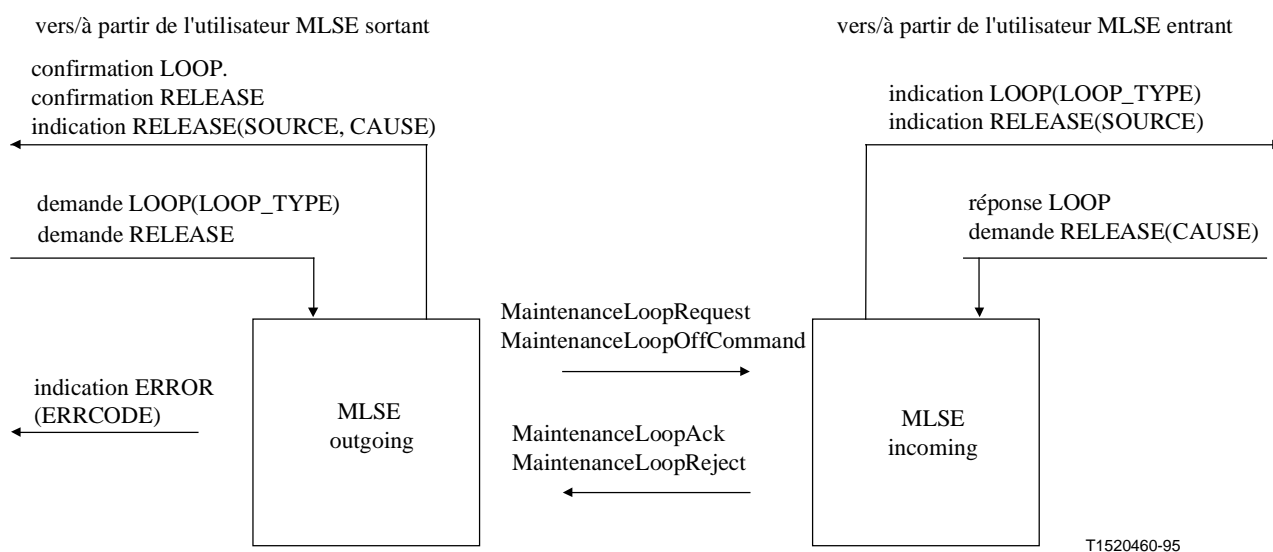 vers/à partir de l'utilisateur MLSE sortant
vers/à partir de l'utilisateur MLSE entrant
confirmation LOOP.
confirmation RELEASE
indication RELEASE(SOURCE, CAUSE)
indication LOOP(LOOP_TYPE)
indication RELEASE(SOURCE)
demande LOOP(LOOP_TYPE)
demande RELEASE
réponse LOOP
demande RELEASE(CAUSE)
MaintenanceLoopRequest
MaintenanceLoopOffCommand
indication ERROR
(ERRCODE)
MLSE
outgoing
MaintenanceLoopAck
MaintenanceLoopReject
MLSE
incoming
T1520460-95